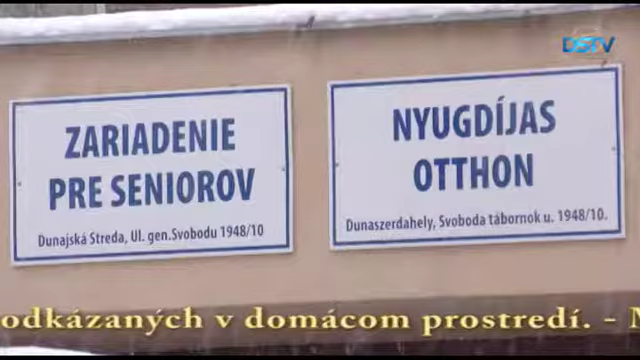 DSTV
ZARIADENIE
PRE SENIOROV
Dunajská Streda, Ul. gen.Svobodu 1948/10
NYUGDÍJAS
OTTHON
Dunaszerdahely, Svoboda tábornok u. 1948/10.
odkázaných v domácom prostredí. -